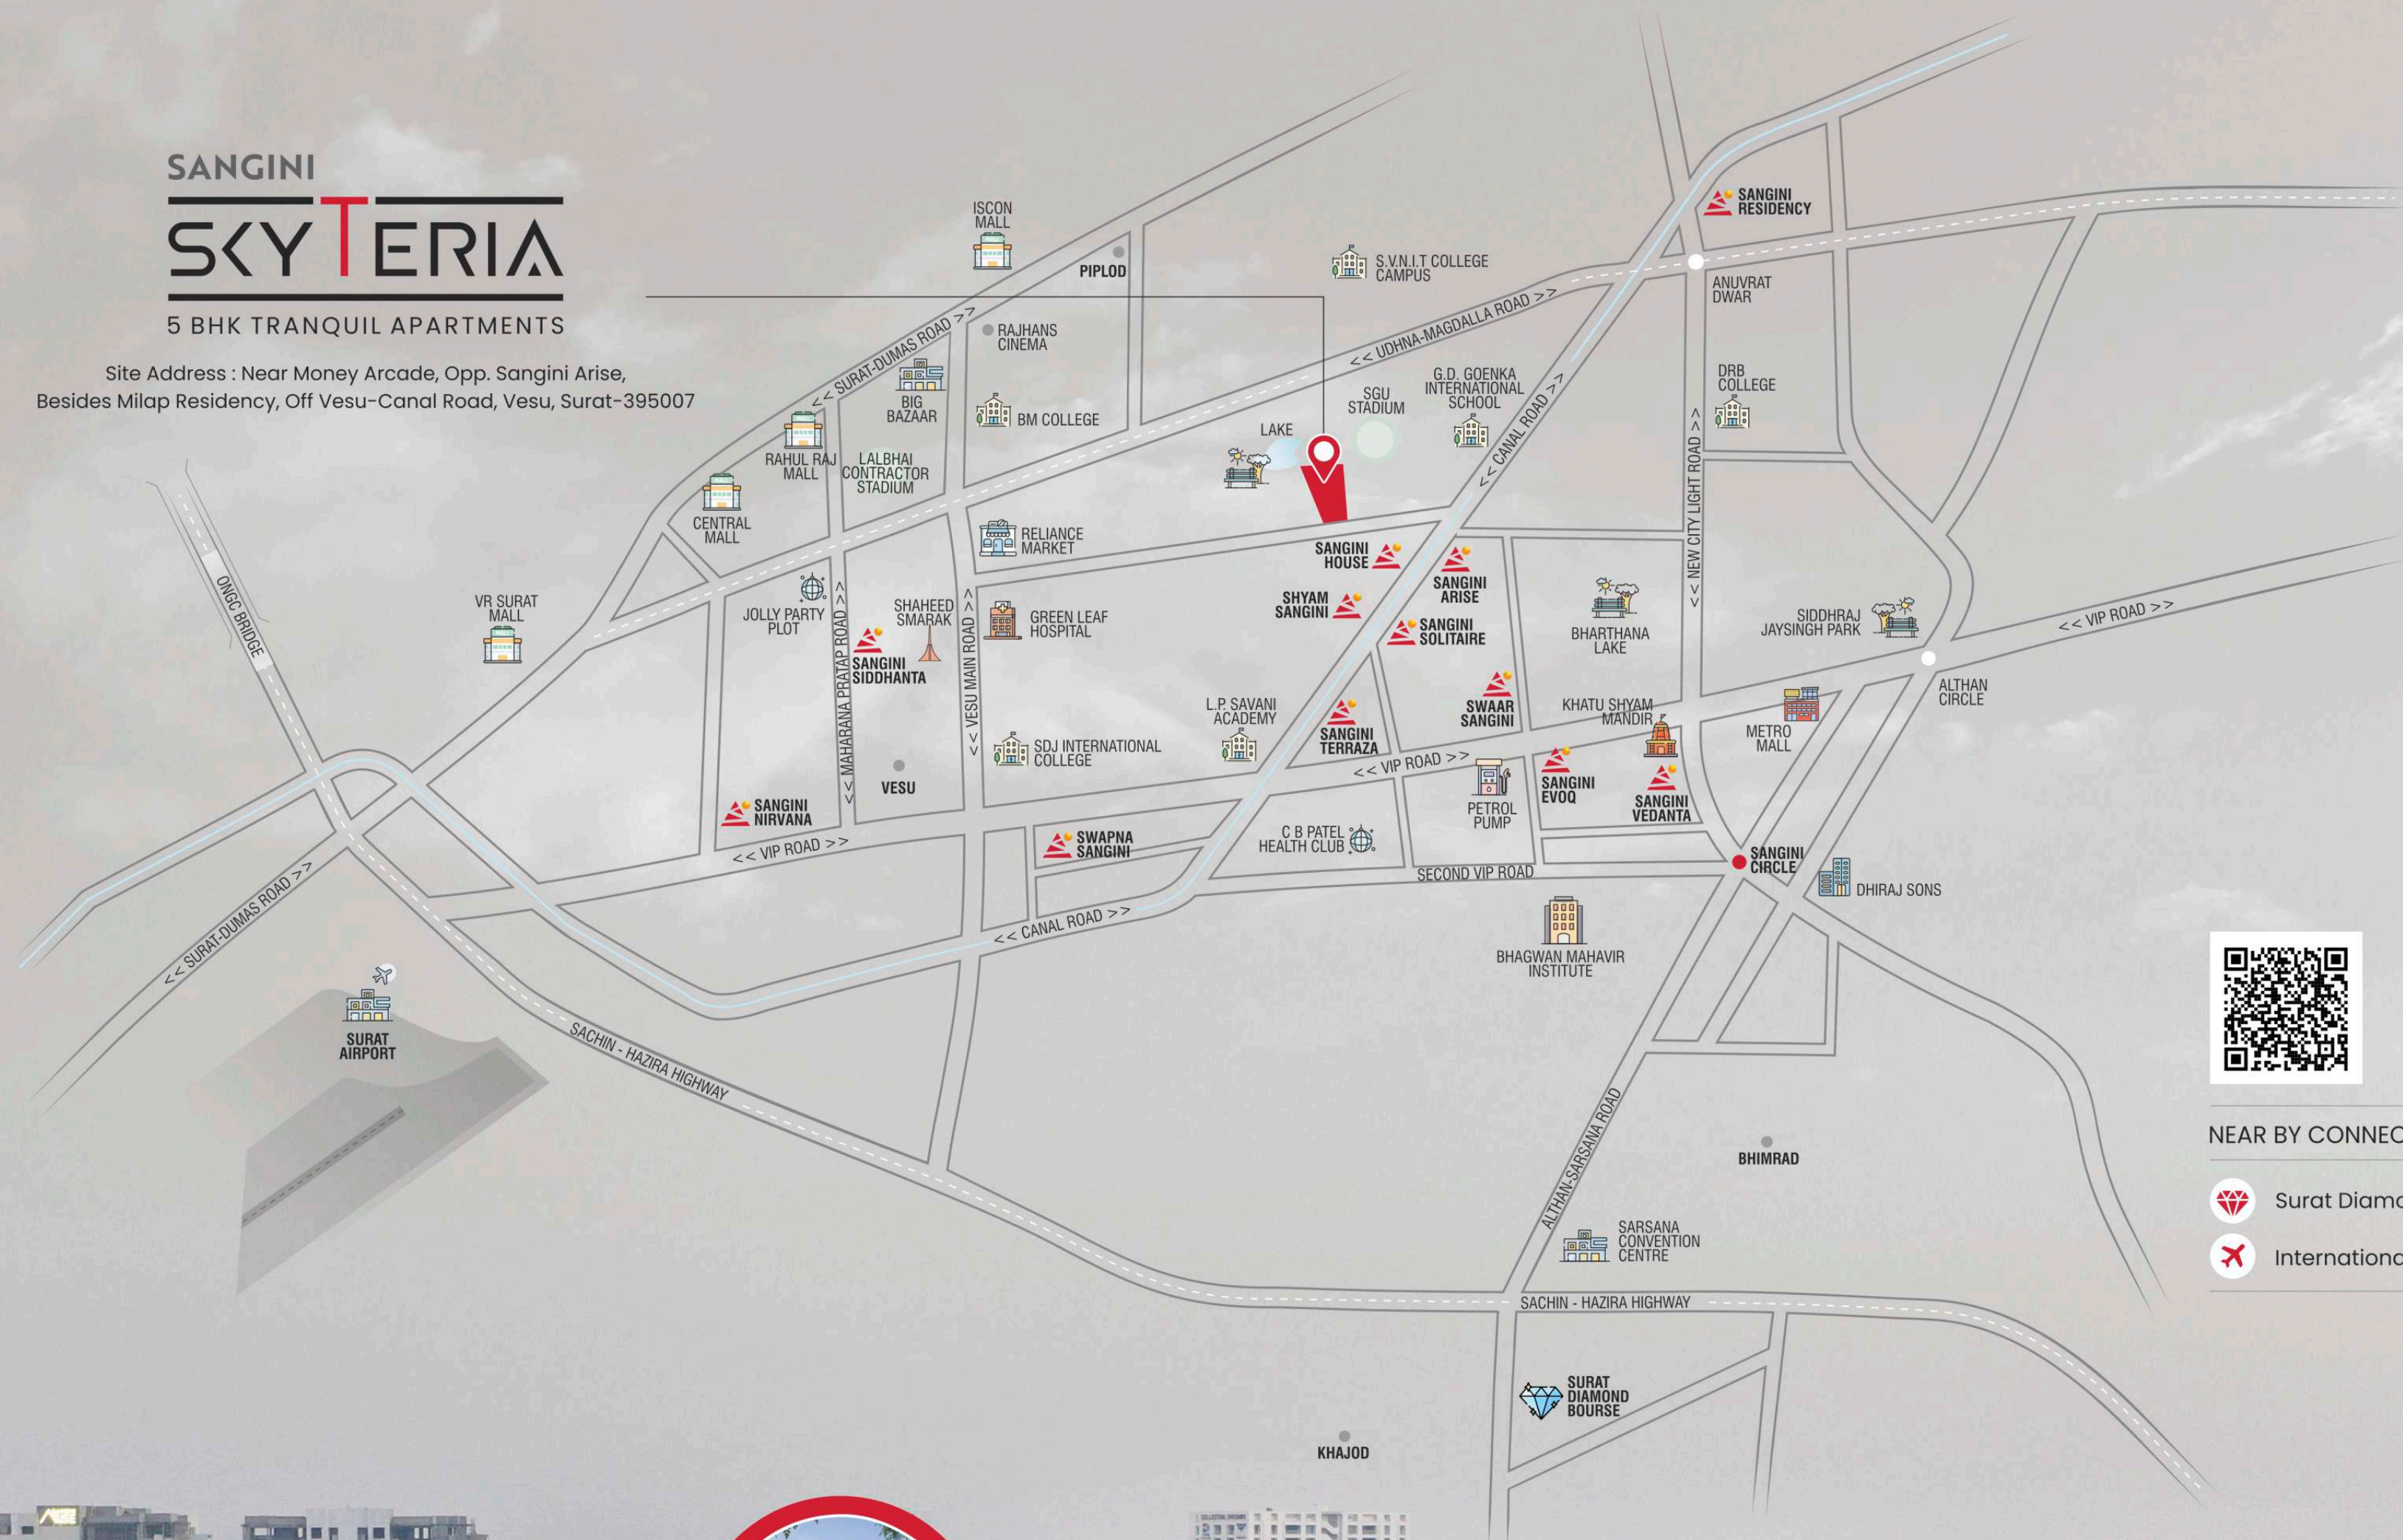 SANGINI
SKYTERIA
5 BHK TRANQUIL APARTMENTS
Site Address : Near Money Arcade, Opp. Sangini Arise,
Besides Milap Residency, Off Vesu-Canal Road, Vesu, Surat-395007
ISCON
MALL
PIPLOD
S.V.N.I.T COLLEGE
CAMPUS
SANGINI
RESIDENCY
ANUVRAT
DWAR
RAJHANS
CINEMA
<< SURAT-DUMAS ROAD >>
<< UDHNA-MAGDALLA ROAD >>
BIG
BAZAAR
BM COLLEGE
RAHUL RAJ
MALL
LALBHAI
CONTRACTOR
STADIUM
CENTRAL
MALL
LAKE
SGU
STADIUM
G.D. GOENKA
INTERNATIONAL
SCHOOL
<< CANAL ROAD >>
DRB
COLLEGE
<< NEW CITY LIGHT ROAD >>
RELIANCE
MARKET
SANGINI
HOUSE
SANGINI
ARISE
SHYAM
SANGINI
SANGINI
SOLITAIRE
BHARTHANA
LAKE
SIDDHRAJ
JAYSINGH PARK
<< VIP ROAD >>
ALTHAN
CIRCLE
ONGC BRIDGE
VR SURAT
MALL
JOLLY PARTY
PLOT
<< MAHARANA PRATAP ROAD >>
SHAHEED
SMARAK
SANGINI
SIDDHANTA
<< VESU MAIN ROAD >>
GREEN LEAF
HOSPITAL
L.P. SAVANI
ACADEMY
SANGINI
TERRAZA
SWAAR
SANGINI
KHATU SHYAM
MANDIR
METRO
MALL
SDJ INTERNATIONAL
COLLEGE
VESU
<< VIP ROAD >>
SANGINI
NIRVANA
<< VIP ROAD >>
SWAPNA
SANGINI
C B PATEL
HEALTH CLUB
PETROL
PUMP
SANGINI
EVOQ
SANGINI
VEDANTA
SANGINI
CIRCLE
DHIRAJ SONS
SECOND VIP ROAD
<< CANAL ROAD >>
<< SURAT-DUMAS ROAD >>
BHAGWAN MAHAVIR
INSTITUTE
SURAT
AIRPORT
SACHIN - HAZIRA HIGHWAY
ALTHAN-SARSANA ROAD
BHIMRAD
SARSANA
CONVENTION
CENTRE
SACHIN - HAZIRA HIGHWAY
SURAT
DIAMOND
BOURSE
KHAJOD
NEAR BY CONNEC
Surat Diamo
Internationa